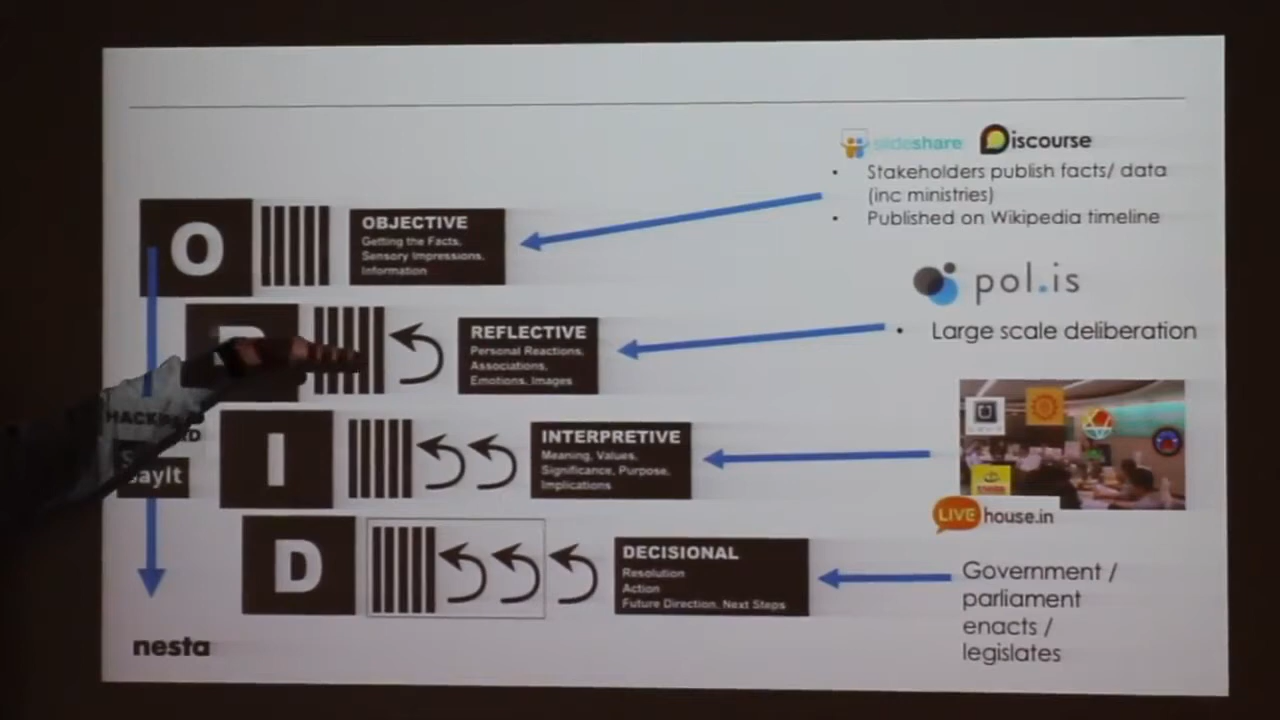 slideshare Discourse
• Stakeholders publish facts/ data
(inc ministries)
• Published on Wikipedia timeline
O
OBJECTIVE
Getting the Facts,
Sensory Impressions,
Information
pol.is
• Large scale deliberation
REFLECTIVE
Personal Reactions,
Associations,
Emotions, Images
SayIt
I
INTERPRETIVE
Meaning, Values,
Significance, Purpose,
Implications
LIVE house.in
D
DECISIONAL
Resolution
Action
Future Direction, Next Steps
Government /
parliament
enacts /
legislates
nesta